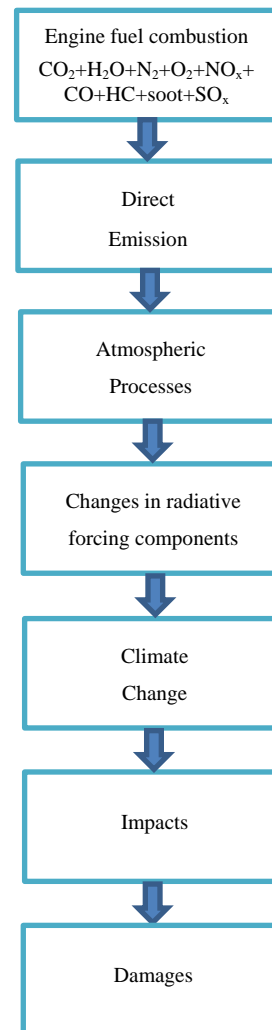 Engine fuel combustion
CO₂+H₂O+N₂+O₂+NOₓ+
CO+HC+soot+SOₓ
Direct
Emission
Atmospheric
Processes
Changes in radiative
forcing components
Climate
Change
Impacts
Damages